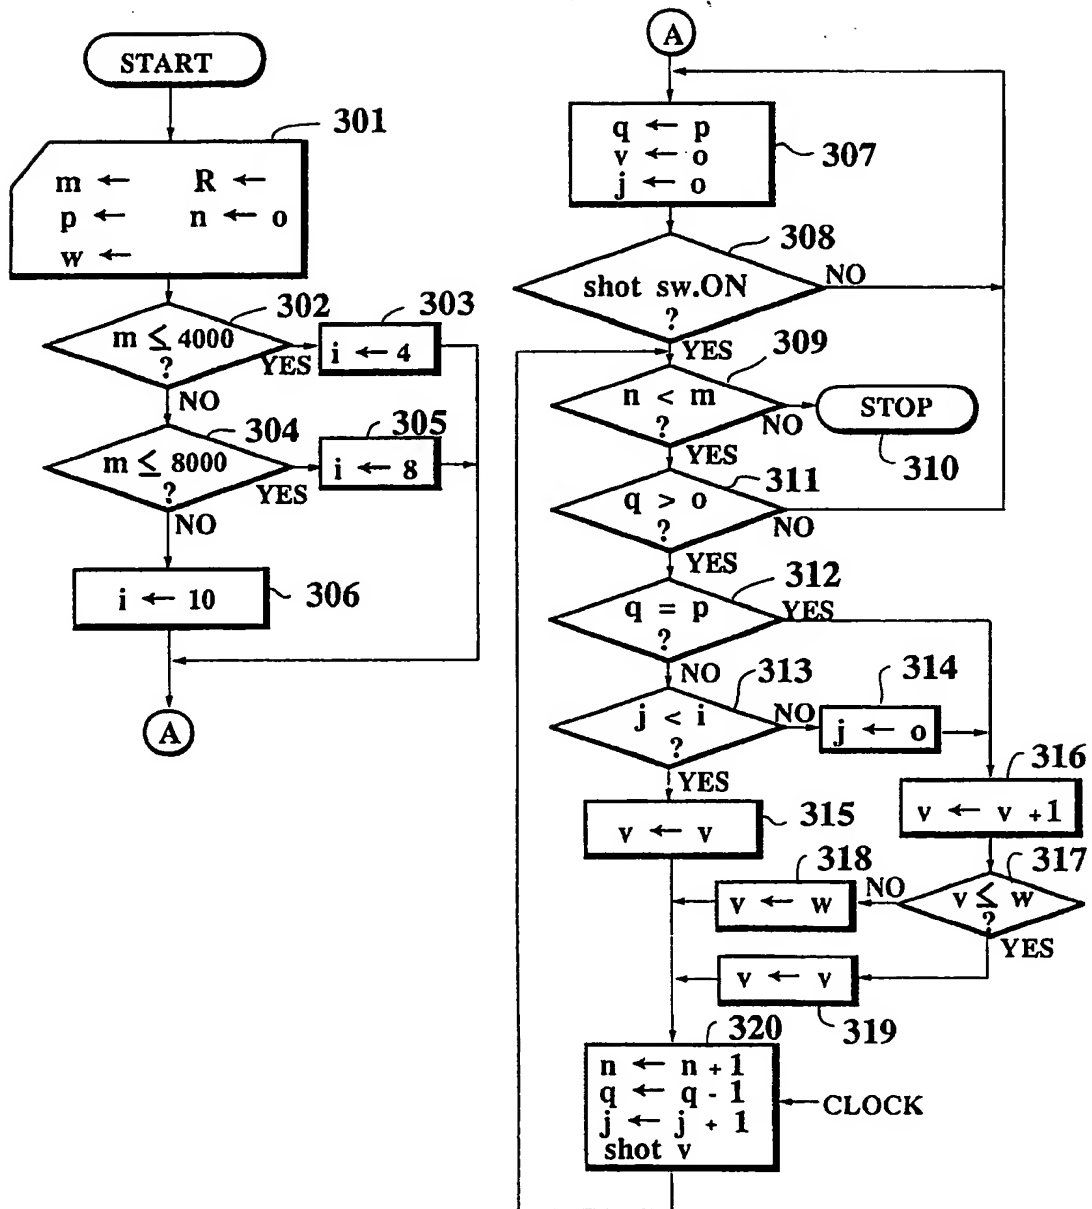 START
301
m ← R ←
p ← n ← o
w ←
302
m ≤ 4000
?
YES
NO
303
i ← 4
304
m ≤ 8000
?
YES
NO
305
i ← 8
i ← 10
306
A
A
q ← p
v ← o
j ← o
307
308
shot sw.ON
?
NO
YES
309
n < m
?
NO
YES
STOP
310
311
q > o
?
NO
YES
312
q = p
?
YES
NO
313
j < i
?
NO
YES
314
j ← o
315
v ← v
316
v ← v + 1
317
v ≤ w
?
NO
YES
318
v ← w
v ← v
319
320
n ← n + 1
q ← q - 1
j ← j + 1
shot v
CLOCK